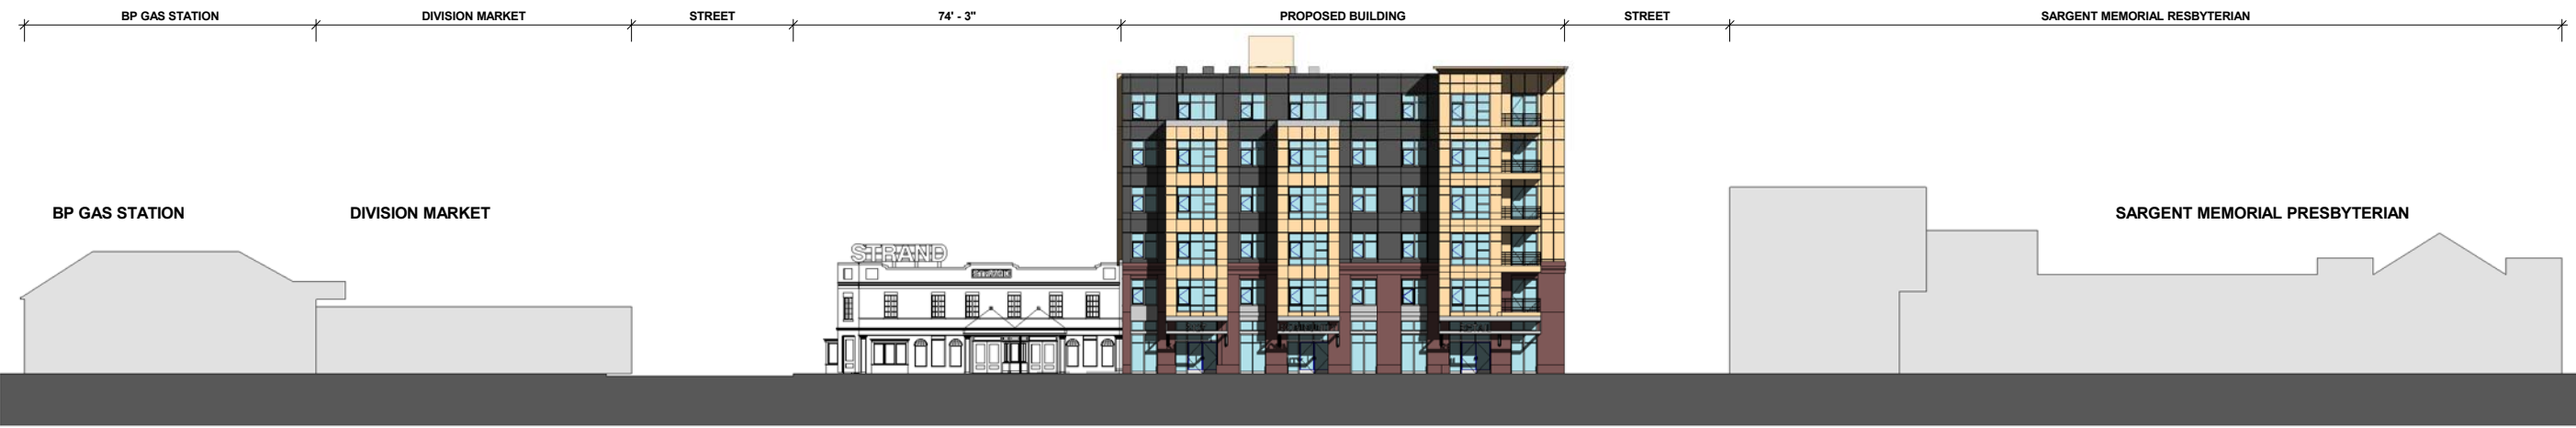 BP GAS STATION
DIVISION MARKET
STREET
74' - 3"
PROPOSED BUILDING
STREET
SARGENT MEMORIAL RESBYTERIAN
BP GAS STATION
DIVISION MARKET
SARGENT MEMORIAL PRESBYTERIAN
STRAND